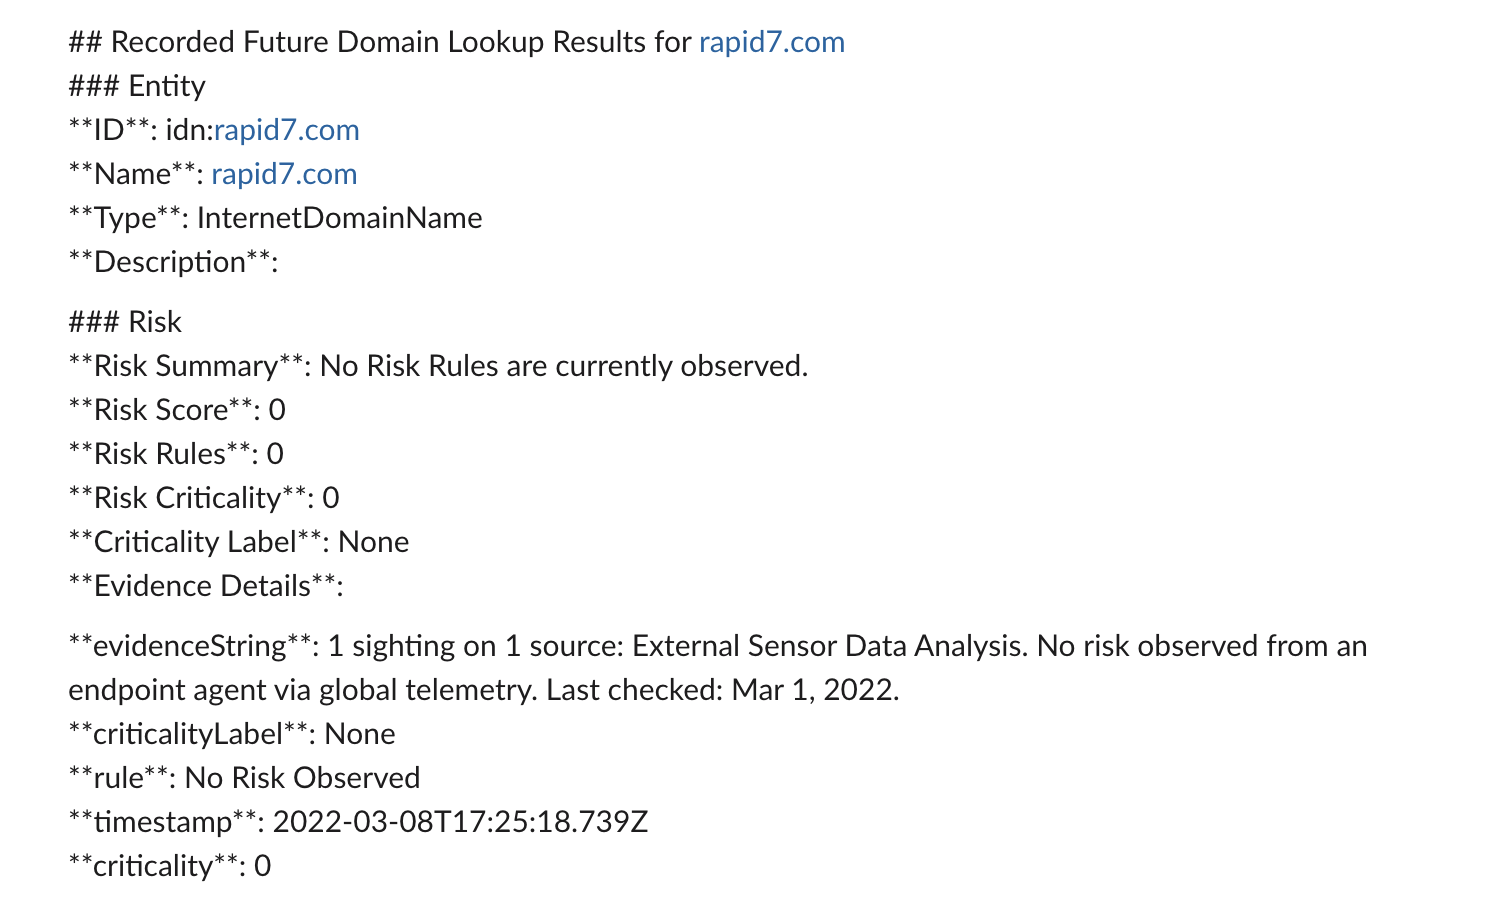 ## Recorded Future Domain Lookup Results for rapid7.com
### Entity
**ID**: idn:rapid7.com
**Name**: rapid7.com
**Type**: InternetDomainName
**Description**:
### Risk
**Risk Summary**: No Risk Rules are currently observed.
**Risk Score**: 0
**Risk Rules**: 0
**Risk Criticality**: 0
**Criticality Label**: None
**Evidence Details**:
**evidenceString**: 1 sighting on 1 source: External Sensor Data Analysis. No risk observed from an
endpoint agent via global telemetry. Last checked: Mar 1, 2022.
**criticalityLabel**: None
**rule**: No Risk Observed
**timestamp**: 2022-03-08T17:25:18.739Z
**criticality**: 0